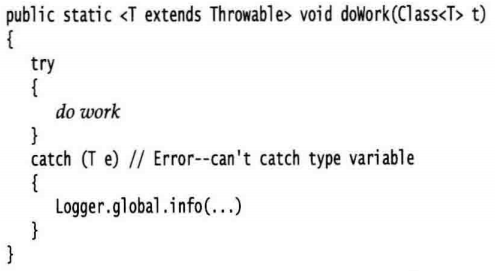 public static <T extends Throwable> void doWork(Class<T> t)
{
try
{
do work
}
catch (T e) // Error--can't catch type variable
{
Logger.global.info(...)
}
}